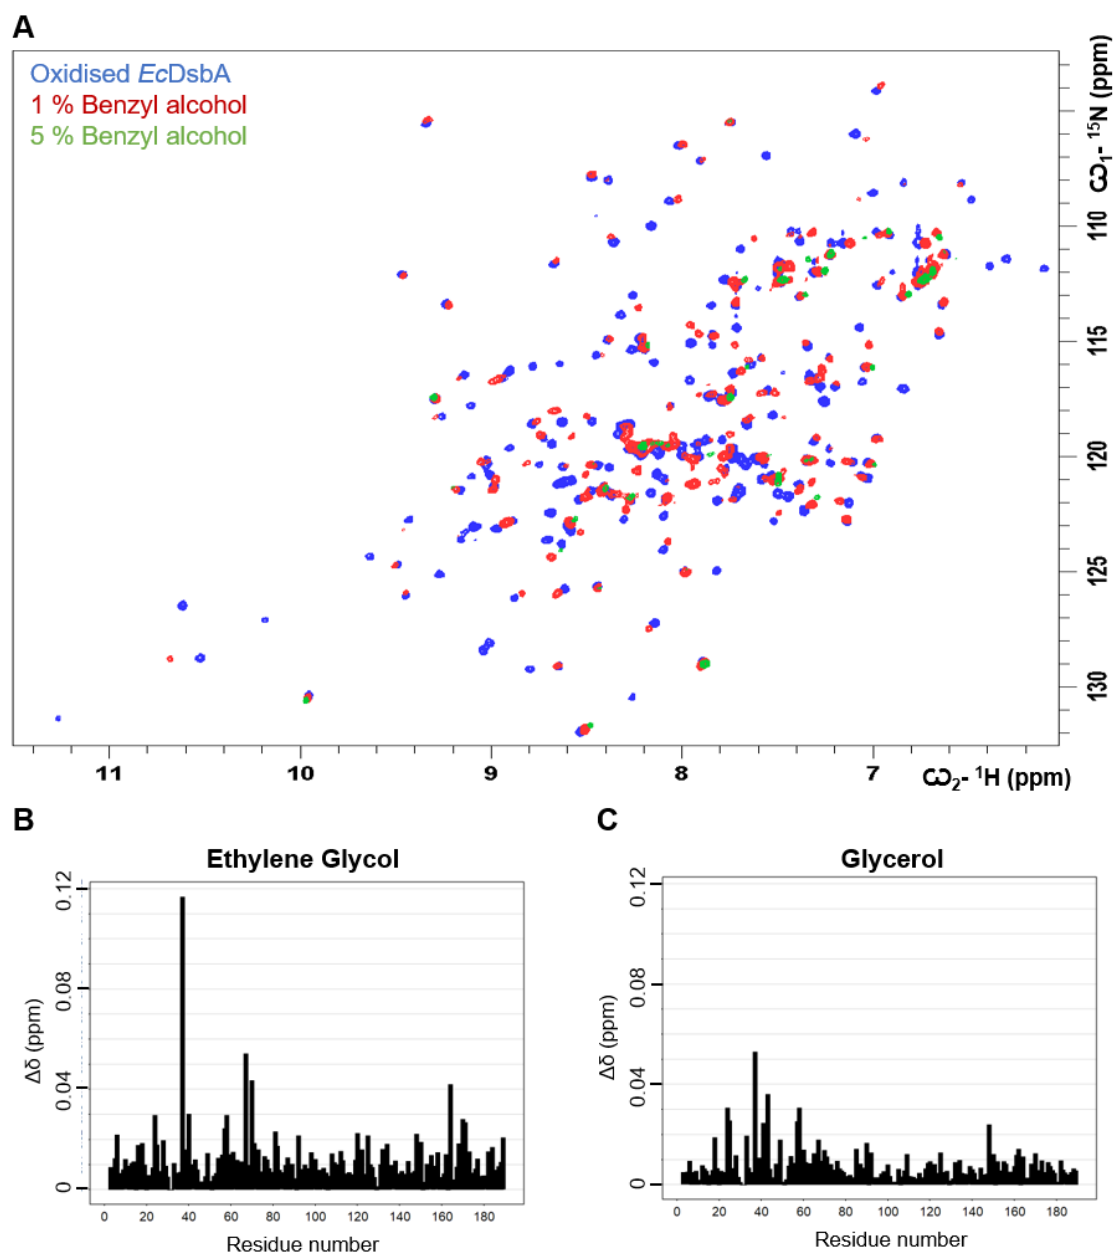 A
Oxidised EcDsbA
1 % Benzyl alcohol
5 % Benzyl alcohol
ω1- 15N (ppm)
110
115
120
125
130
11
10
9
8
7
ω2- 1H (ppm)
B
Ethylene Glycol
Δδ (ppm)
0.12
0.08
0.04
0
0 20 40 60 80 100 120 140 160 180
Residue number
C
Glycerol
Δδ (ppm)
0.12
0.08
0.04
0
0 20 40 60 80 100 120 140 160 180
Residue number